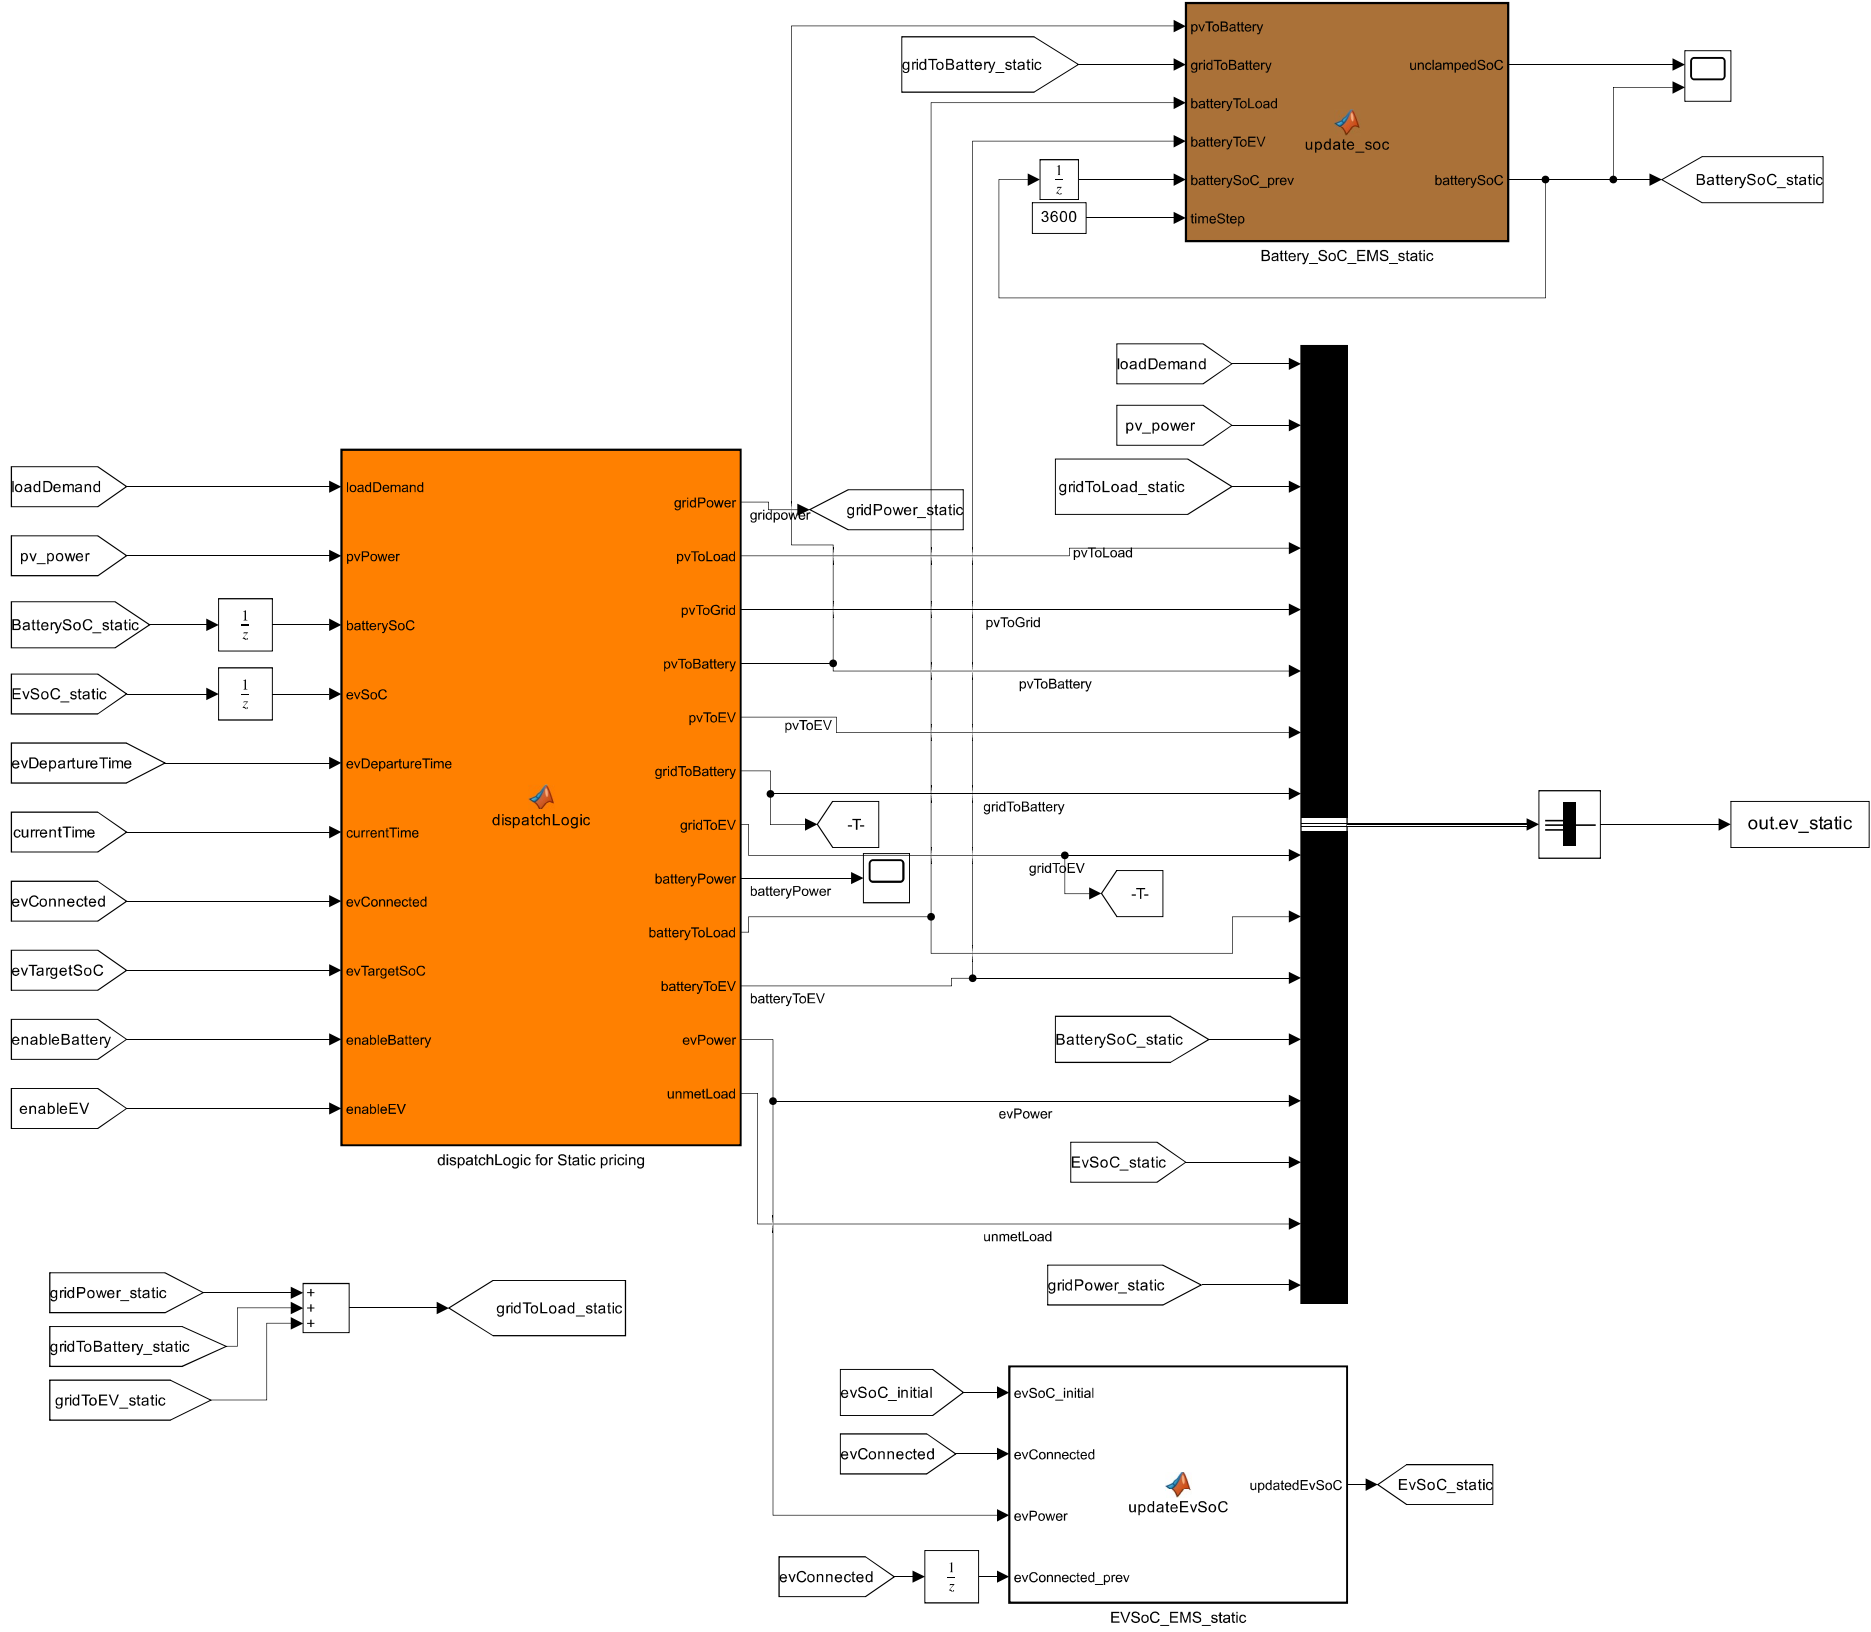 pvToBattery
gridToBattery
batteryToLoad
batteryToEV
batterySoC_prev
timeStep
update_soc
unclampedSoC
batterySoC
Battery_SoC_EMS_static
gridToBattery_static
1
z
3600
BatterySoC_static
loadDemand
pv_power
BatterySoC_static
1
z
EvSoC_static
1
z
evDepartureTime
currentTime
evConnected
evTargetSoC
enableBattery
enableEV
loadDemand
pvPower
batterySoC
evSoC
evDepartureTime
currentTime
evConnected
evTargetSoC
enableBattery
enableEV
dispatchLogic
gridPower
pvToLoad
pvToGrid
pvToBattery
pvToEV
gridToBattery
gridToEV
batteryPower
batteryToLoad
batteryToEV
evPower
unmetLoad
dispatchLogic for Static pricing
gridpower
gridPower_static
pvToLoad
pvToGrid
pvToBattery
pvToEV
gridToBattery
-T-
gridToEV
-T-
batteryPower
batteryToEV
evPower
unmetLoad
loadDemand
pv_power
gridToLoad_static
BatterySoC_static
EvSoC_static
gridPower_static
out.ev_static
gridPower_static
gridToBattery_static
gridToEV_static
+
+
+
gridToLoad_static
evSoC_initial
evConnected
evConnected
1
z
evSoC_initial
evConnected
evPower
evConnected_prev
updateEvSoC
updatedEvSoC
EvSoC_static
EVSoC_EMS_static